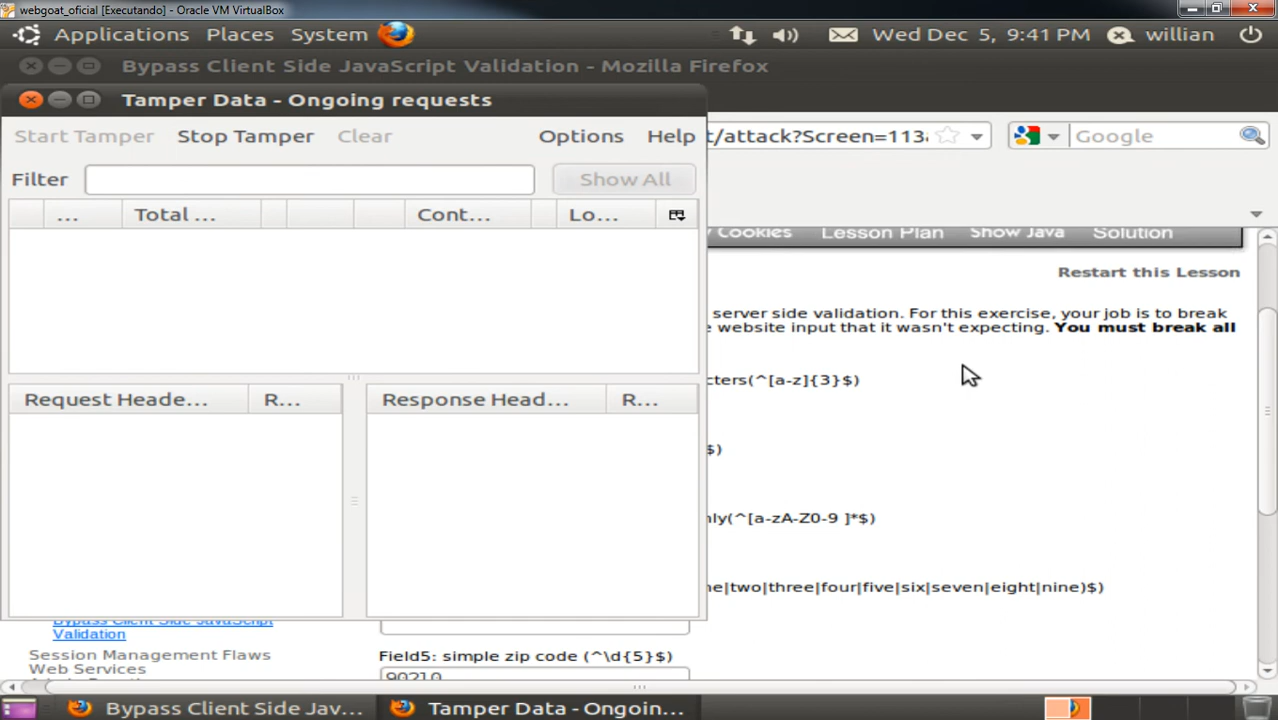 webgoat_oficial [Executando] - Oracle VM VirtualBox
Applications Places System
Wed Dec 5, 9:41 PM
willian
Bypass Client Side JavaScript Validation - Mozilla Firefox
Tamper Data - Ongoing requests
Start Tamper Stop Tamper Clear Options Help
t/attack?Screen=113
Google
Filter
Show All
... Total ... Cont... Lo...
Cookies Lesson Plan Show Java Solution
Restart this Lesson
server side validation. For this exercise, your job is to break
e website input that it wasn't expecting. You must break all
cters(^[a-z]{3}$)
Request Heade... R... Response Head... R...
$)
nly(^[a-zA-Z0-9 ]*$)
ne|two|three|four|five|six|seven|eight|nine)$)
Bypass Client Side JavaScript
Validation
Session Management Flaws
Web Services
Field5: simple zip code (^\d{5}$)
90210
Bypass Client Side Jav...
Tamper Data - Ongoin...